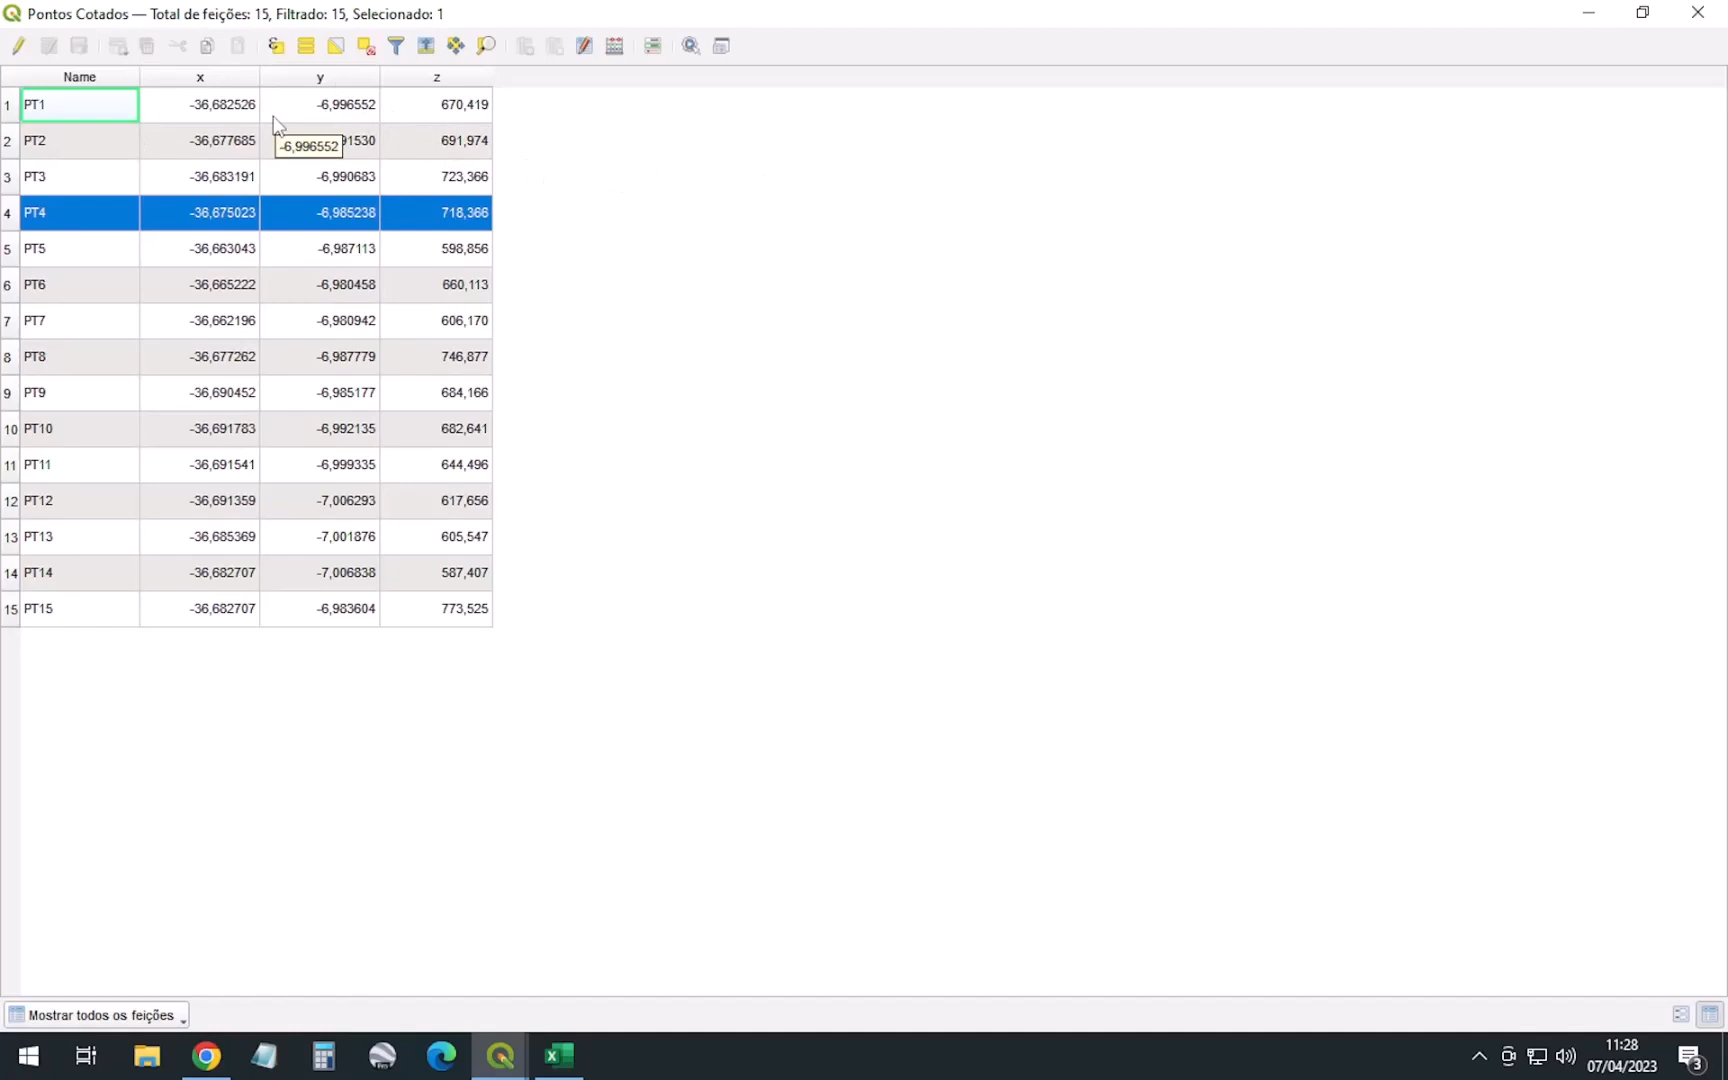 Pontos Cotados — Total de feições: 15, Filtrado: 15, Selecionado: 1
Name x y z
1 PT1 -36,682526 -6,996552 670,419
2 PT2 -36,677685 91530 691,974
-6,996552
3 PT3 -36,683191 -6,990683 723,366
4 PT4 -36,675023 -6,985238 718,366
5 PT5 -36,663043 -6,987113 598,856
6 PT6 -36,665222 -6,980458 660,113
7 PT7 -36,662196 -6,980942 606,170
8 PT8 -36,677262 -6,987779 746,877
9 PT9 -36,690452 -6,985177 684,166
10 PT10 -36,691783 -6,992135 682,641
11 PT11 -36,691541 -6,999335 644,496
12 PT12 -36,691359 -7,006293 617,656
13 PT13 -36,685369 -7,001876 605,547
14 PT14 -36,682707 -7,006838 587,407
15 PT15 -36,682707 -6,983604 773,525
Mostrar todos os feições
11:28
07/04/2023
3